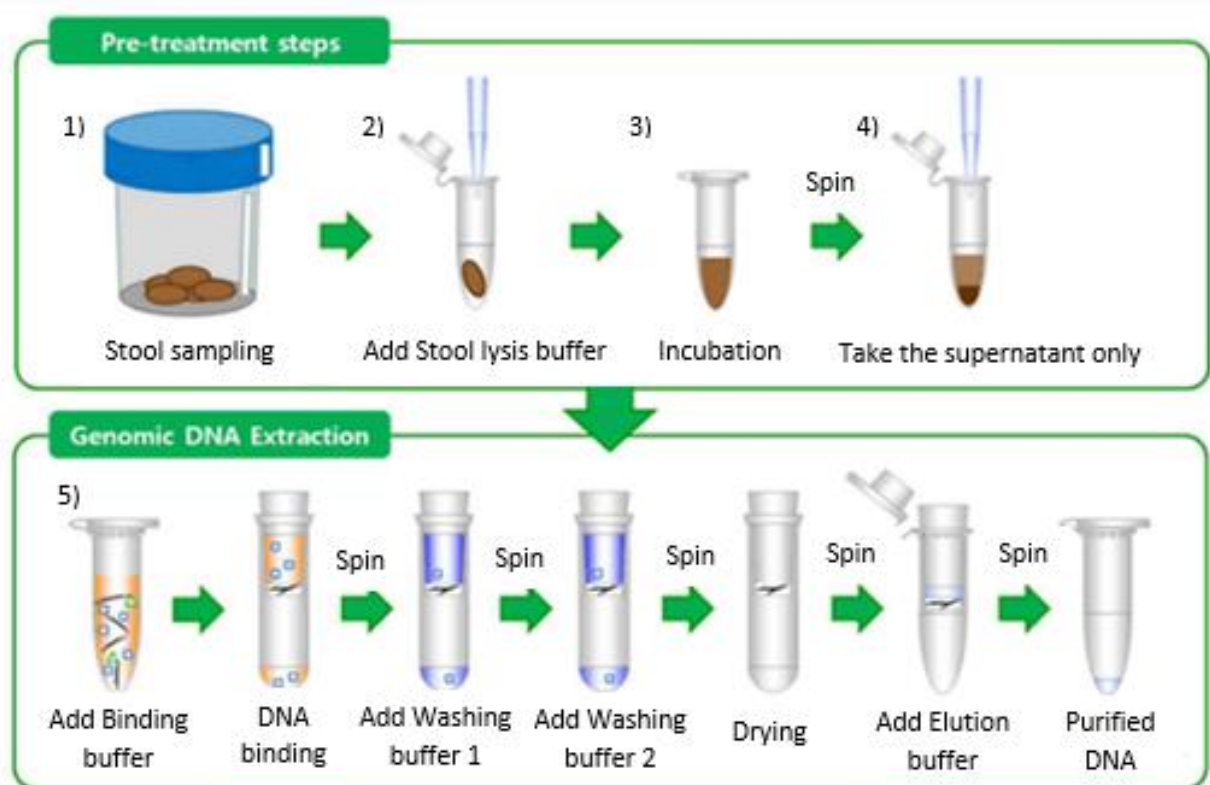 Pre-treatment steps
1)
2)
3)
4)
Spin
Stool sampling
Add Stool lysis buffer
Incubation
Take the supernatant only
Genomic DNA Extraction
5)
Spin
Spin
Spin
Spin
Spin
Add Binding
buffer
DNA
binding
Add Washing
buffer 1
Add Washing
buffer 2
Drying
Add Elution
buffer
Purified
DNA